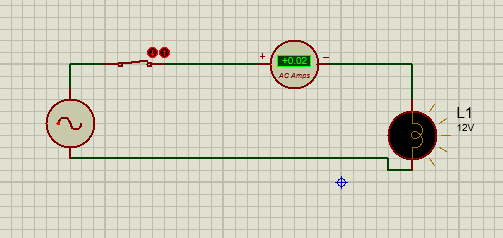 + +0.02 −
AC Amps
L1
12V